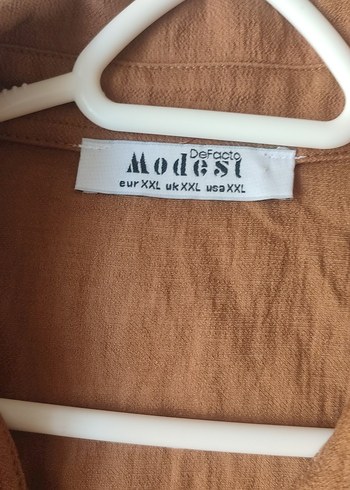 DeFacto
Modest
eur XXL uk XXL usa XXL